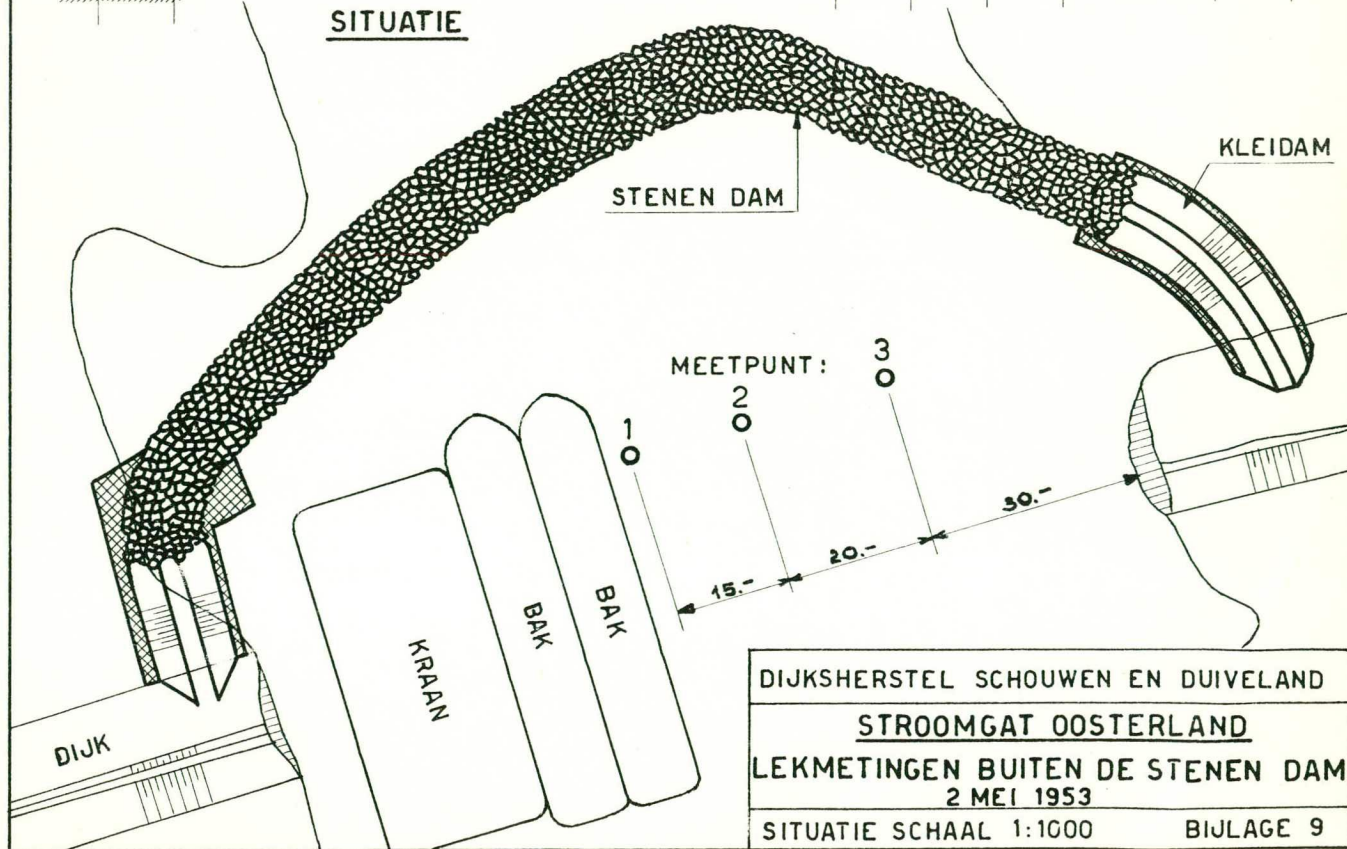 SITUATIE
STENEN DAM
KLEIDAM
MEETPUNT:
1
2
3
15.-
20.-
30.-
KRAAN
BAK
BAK
DIJK
DIJKSHERSTEL SCHOUWEN EN DUIVELAND
STROOMGAT OOSTERLAND
LEKMETINGEN BUITEN DE STENEN DAM
2 MEI 1953
SITUATIE SCHAAL 1:1000 BIJLAGE 9